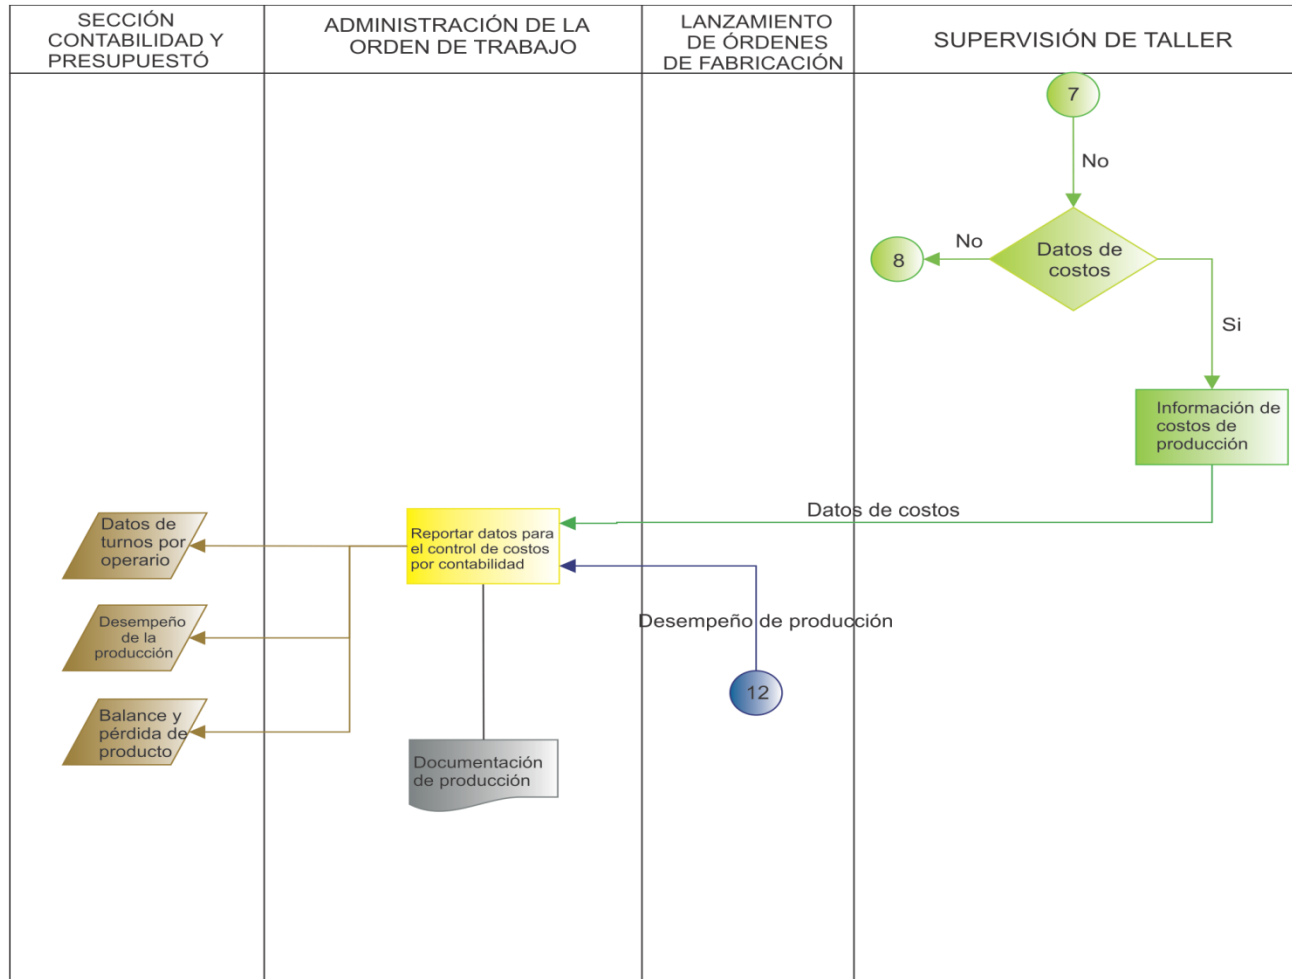 SECCIÓN
CONTABILIDAD Y
PRESUPUESTÓ
ADMINISTRACIÓN DE LA
ORDEN DE TRABAJO
LANZAMIENTO
DE ÓRDENES
DE FABRICACIÓN
SUPERVISIÓN DE TALLER
7
No
Datos de
costos
No
8
Si
Información de
costos de
producción
Datos de costos
Reportar datos para
el control de costos
por contabilidad
Datos de
turnos por
operario
Desempeño
de la
producción
Balance y
pérdida de
producto
Desempeño de producción
12
Documentación
de producción